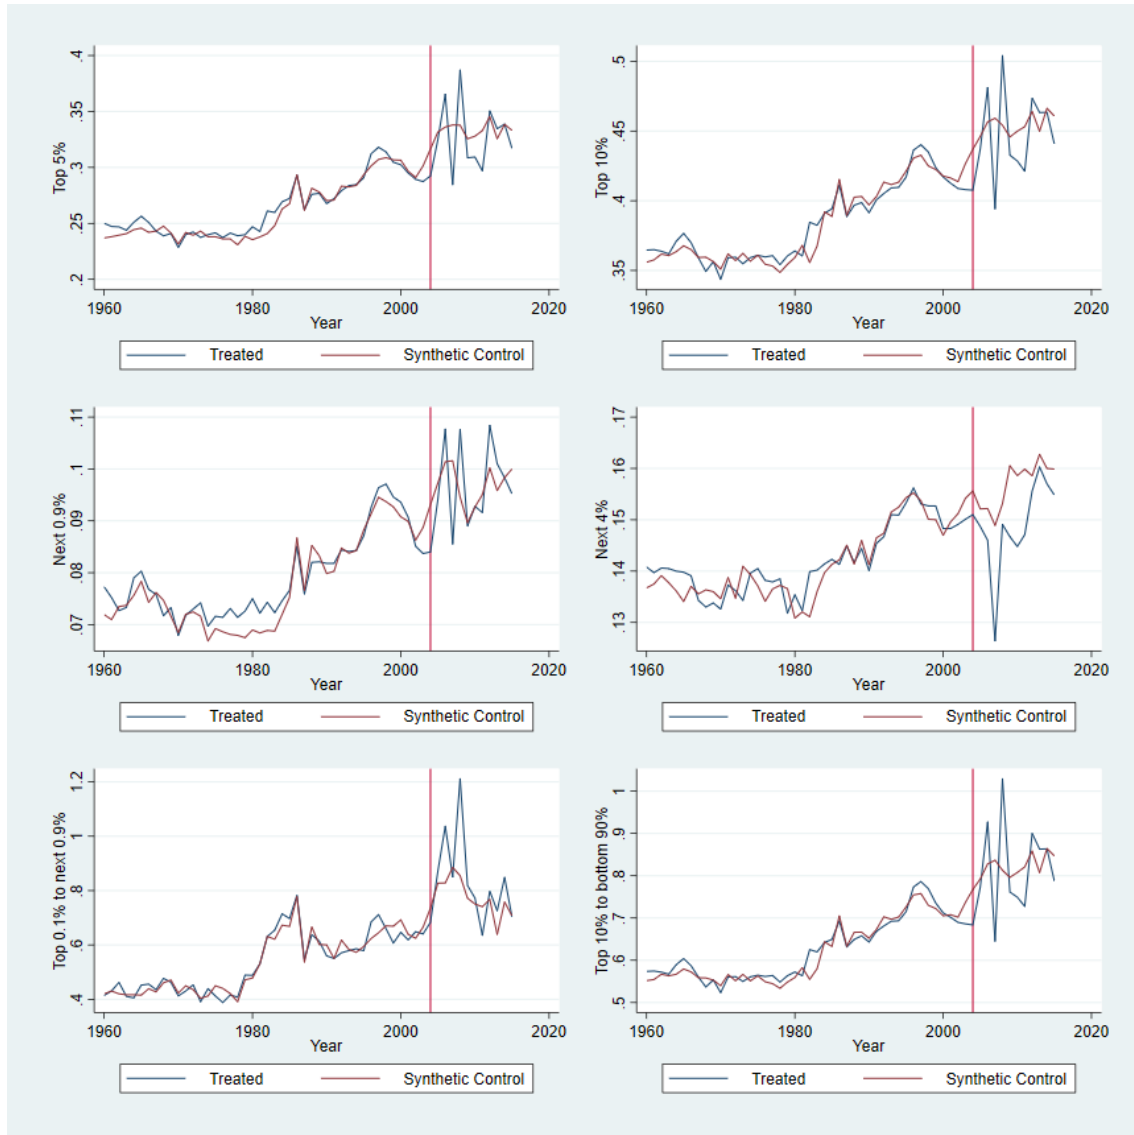 Top 5%
.4
.35
.3
.25
.2
1960 1980 2000 2020
Year
Treated Synthetic Control
Top 10%
.5
.45
.4
.35
1960 1980 2000 2020
Year
Treated Synthetic Control
Next 0.9%
.11
.1
.09
.08
.07
1960 1980 2000 2020
Year
Treated Synthetic Control
Next 4%
.17
.16
.15
.14
.13
1960 1980 2000 2020
Year
Treated Synthetic Control
Top 0.1% to next 0.9%
1.2
1
.8
.6
.4
1960 1980 2000 2020
Year
Treated Synthetic Control
Top 10% to bottom 90%
1
.9
.8
.7
.6
.5
1960 1980 2000 2020
Year
Treated Synthetic Control